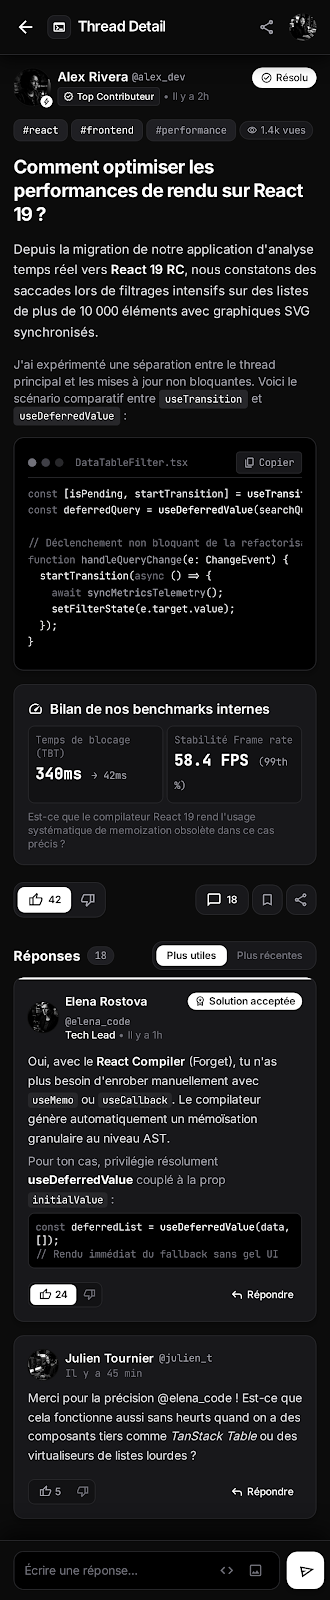 Thread Detail
Alex Rivera @alex_dev
Résolu
Top Contributeur • Il y a 2h
#react #frontend #performance 1.4k vues
Comment optimiser les
performances de rendu sur React
19 ?
Depuis la migration de notre application d'analyse
temps réel vers React 19 RC, nous constatons des
saccades lors de filtrages intensifs sur des listes
de plus de 10 000 éléments avec graphiques SVG
synchronisés.
J'ai expérimenté une séparation entre le thread
principal et les mises à jour non bloquantes. Voici le
scénario comparatif entre useTransition et
useDeferredValue :
DataTableFilter.tsx Copier
const [isPending, startTransition] = useTransit
const deferredQuery = useDeferredValue(searchQu
// Déclenchement non bloquant de la refactorisa
function handleQueryChange(e: ChangeEvent) {
startTransition(async () => {
await syncMetricsTelemetry();
setFilterState(e.target.value);
});
}
Bilan de nos benchmarks internes
Temps de blocage
(TBT)
340ms → 42ms
Stabilité Frame rate
58.4 FPS (99th
%)
Est-ce que le compilateur React 19 rend l'usage
systématique de memoization obsolète dans ce cas
précis ?
42
18
Réponses 18
Plus utiles Plus récentes
Elena Rostova
Solution acceptée
@elena_code
Tech Lead • Il y a 1h
Oui, avec le React Compiler (Forget), tu n'as
plus besoin d'enrober manuellement avec
useMemo ou useCallback. Le compilateur
génère automatiquement un mémoïsation
granulaire au niveau AST.
Pour ton cas, privilégie résolument
useDeferredValue couplé à la prop
initialValue :
const deferredList = useDeferredValue(data,
[]);
// Rendu immédiat du fallback sans gel UI
24
Répondre
Julien Tournier @julien_t
Il y a 45 min
Merci pour la précision @elena_code ! Est-ce que
cela fonctionne aussi sans heurts quand on a des
composants tiers comme TanStack Table ou des
virtualiseurs de listes lourdes ?
5
Répondre
Écrire une réponse...